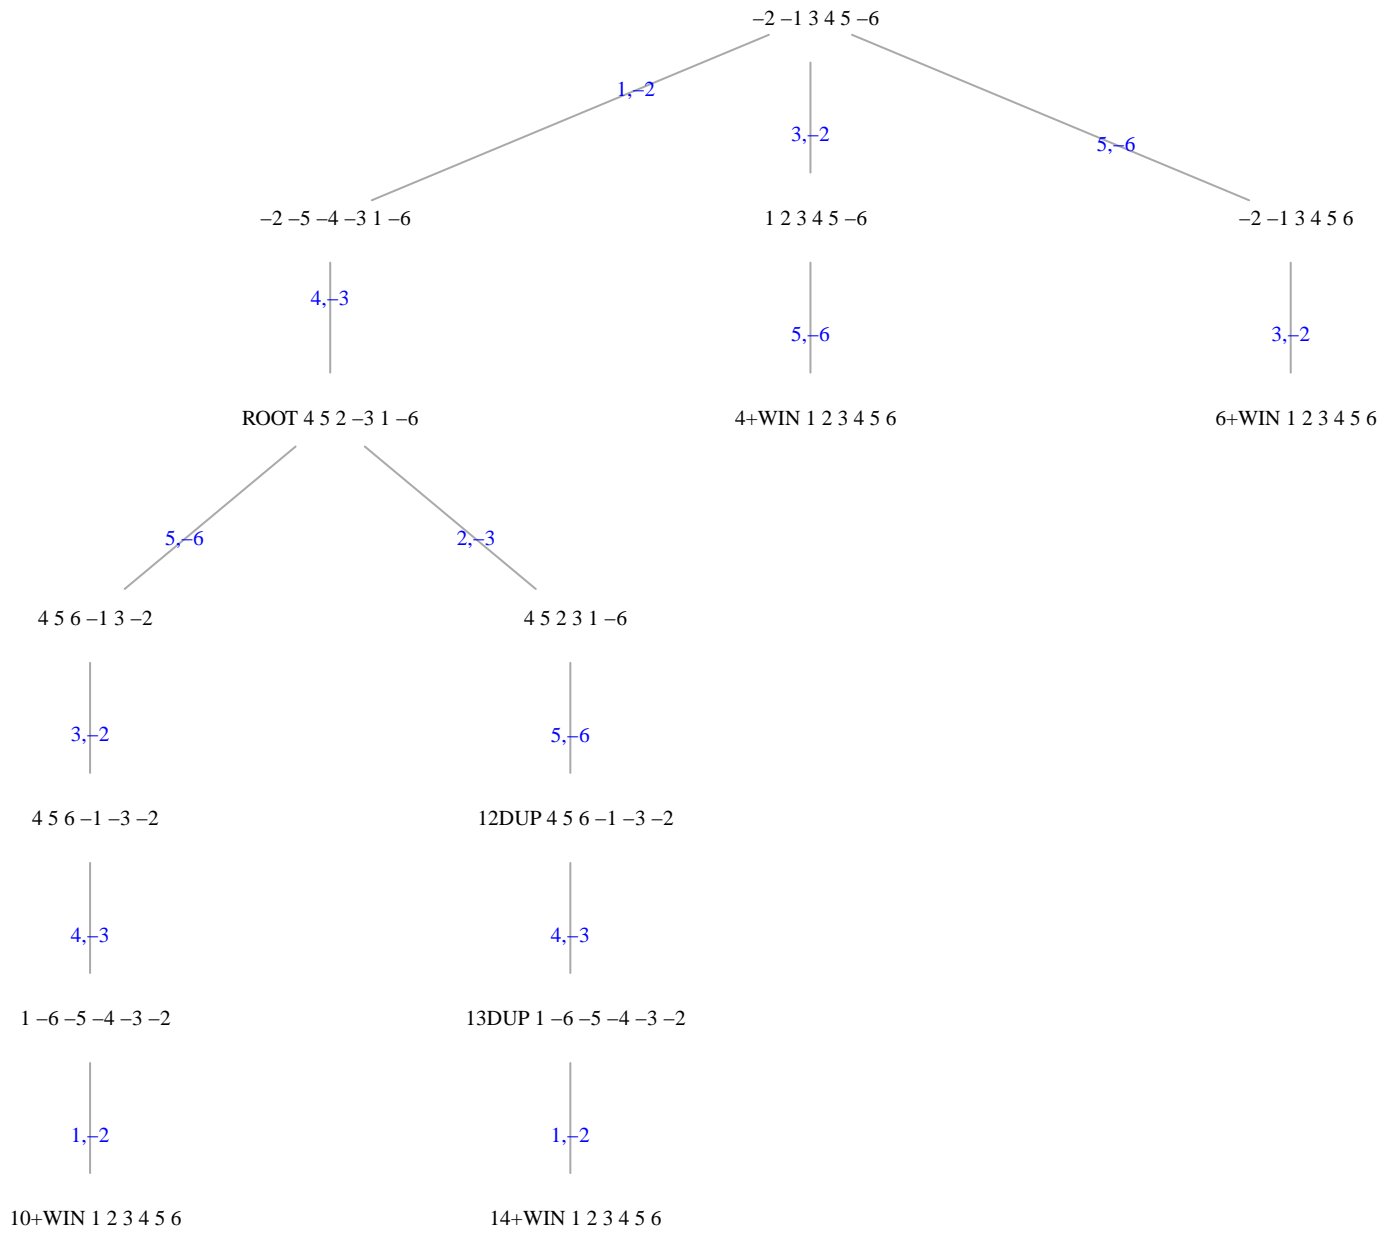 –2 –1 3 4 5 –6
1,–2
3,–2
5,–6
–2 –5 –4 –3 1 –6
1 2 3 4 5 –6
–2 –1 3 4 5 6
4,–3
5,–6
3,–2
ROOT 4 5 2 –3 1 –6
4+WIN 1 2 3 4 5 6
6+WIN 1 2 3 4 5 6
5,–6
2,–3
4 5 6 –1 3 –2
4 5 2 3 1 –6
3,–2
5,–6
4 5 6 –1 –3 –2
12DUP 4 5 6 –1 –3 –2
4,–3
4,–3
1 –6 –5 –4 –3 –2
13DUP 1 –6 –5 –4 –3 –2
1,–2
1,–2
10+WIN 1 2 3 4 5 6
14+WIN 1 2 3 4 5 6